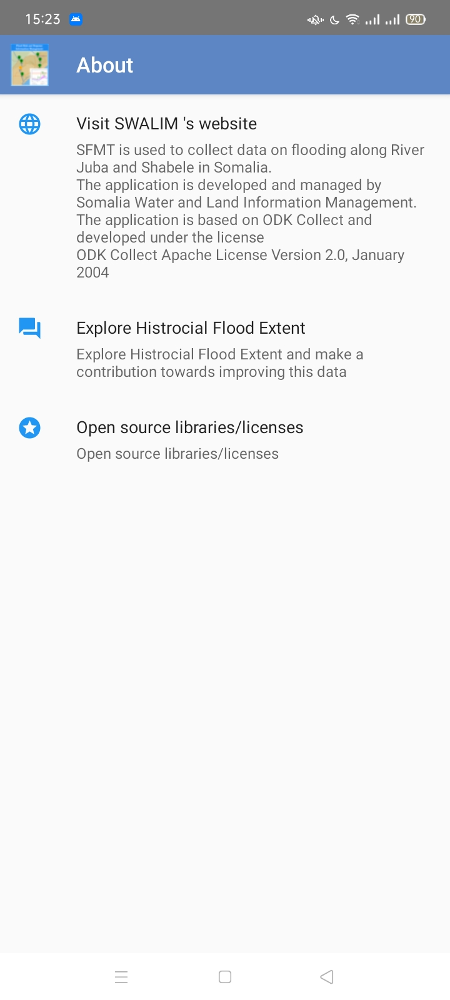 15:23
90
About
Visit SWALIM 's website
SFMT is used to collect data on flooding along River
Juba and Shabele in Somalia.
The application is developed and managed by
Somalia Water and Land Information Management.
The application is based on ODK Collect and
developed under the license
ODK Collect Apache License Version 2.0, January
2004
Explore Histrocial Flood Extent
Explore Histrocial Flood Extent and make a
contribution towards improving this data
Open source libraries/licenses
Open source libraries/licenses